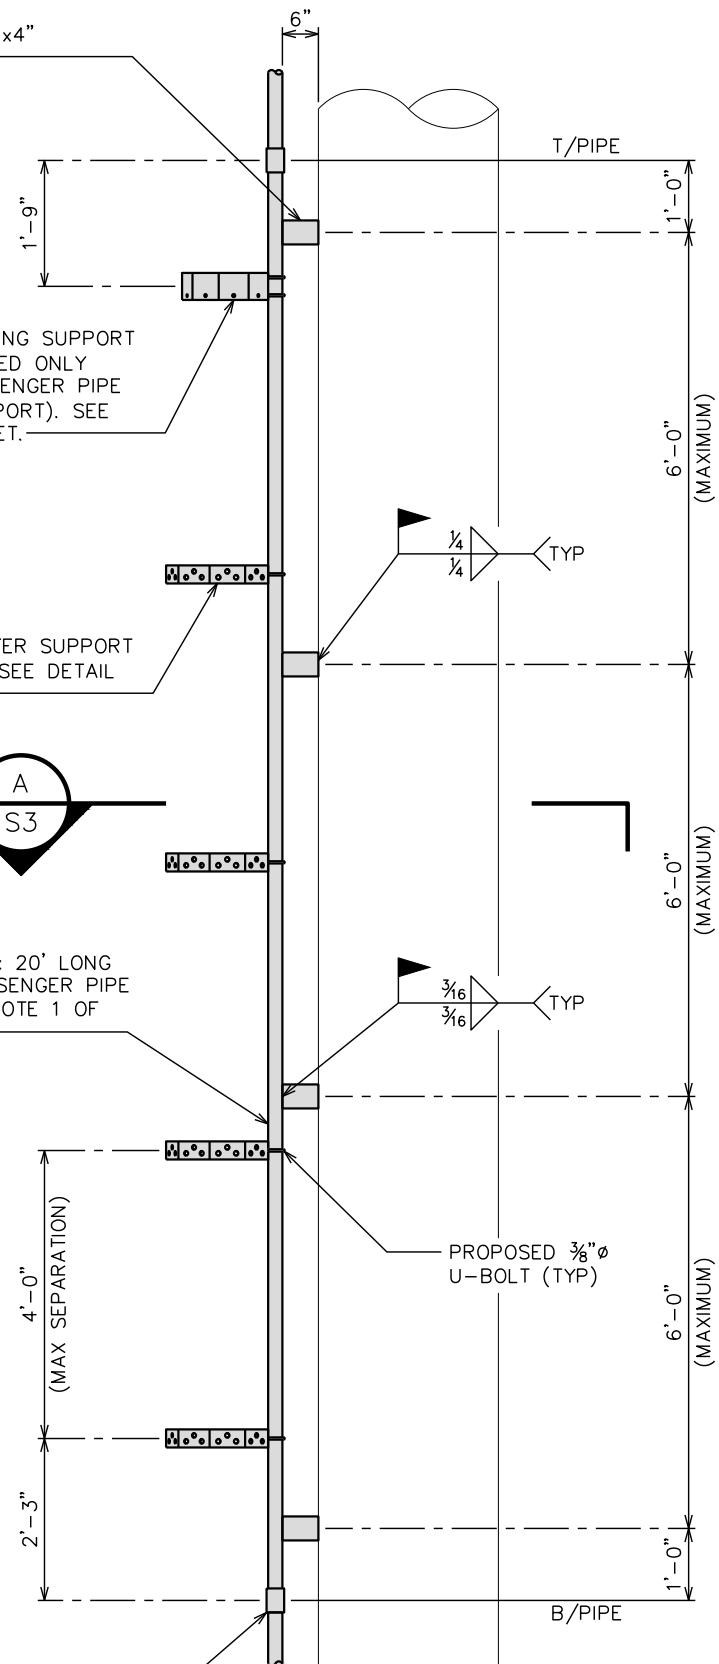 6"
x4"
T/PIPE
1'-0"
1'-9"
NG SUPPORT
ED ONLY
ENGER PIPE
PORT). SEE
ET.
6'-0"
(MAXIMUM)
1/4
1/4
TYP
TER SUPPORT
SEE DETAIL
A
S3
6'-0"
(MAXIMUM)
20' LONG
SENGER PIPE
OTE 1 OF
3/16
3/16
TYP
PROPOSED 3/8"ø
U-BOLT (TYP)
4'-0"
(MAX SEPARATION)
6'-0"
(MAXIMUM)
2'-3"
1'-0"
B/PIPE